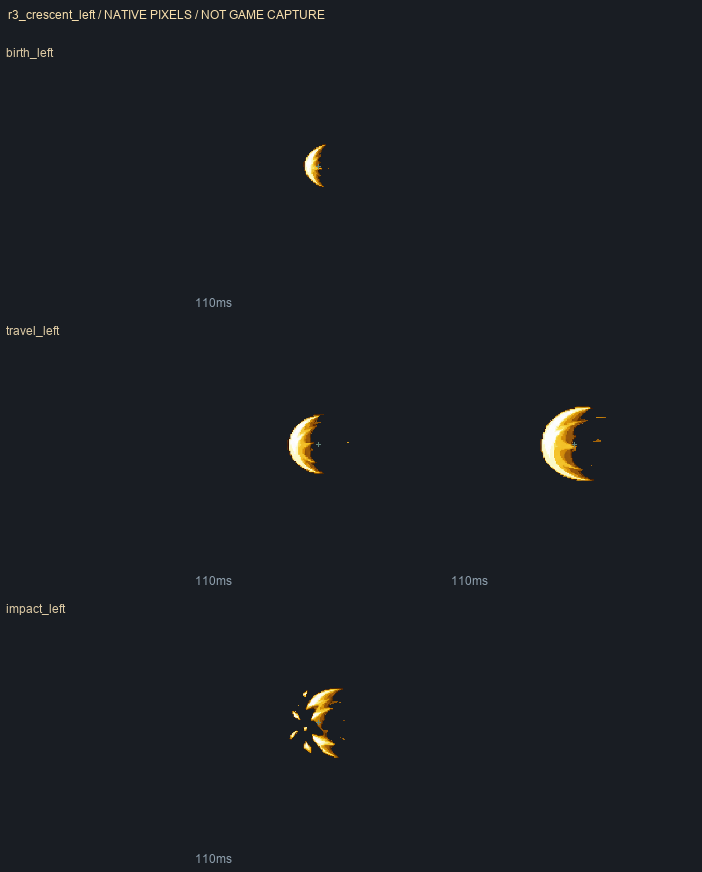 r3_crescent_left / NATIVE PIXELS / NOT GAME CAPTURE
birth_left
110ms
travel_left
110ms 110ms
impact_left
110ms